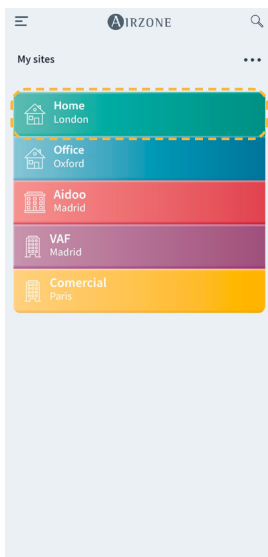 AIRZONE
My sites
Home
London
Office
Oxford
Aidoo
Madrid
VAF
Madrid
Comercial
Paris